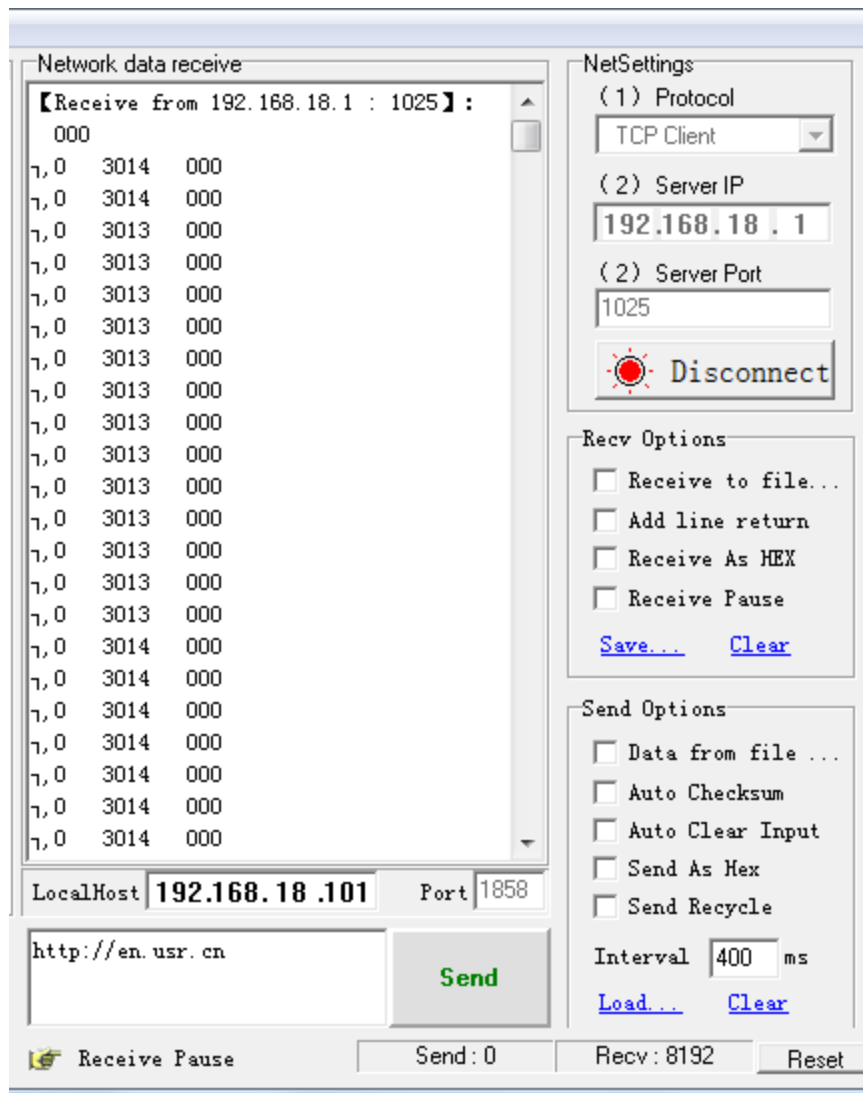 Network data receive
【Receive from 192.168.18.1 : 1025】:
000
┐,0 3014 000
┐,0 3014 000
┐,0 3013 000
┐,0 3013 000
┐,0 3013 000
┐,0 3013 000
┐,0 3013 000
┐,0 3013 000
┐,0 3013 000
┐,0 3013 000
┐,0 3013 000
┐,0 3013 000
┐,0 3013 000
┐,0 3013 000
┐,0 3013 000
┐,0 3014 000
┐,0 3014 000
┐,0 3014 000
┐,0 3014 000
┐,0 3014 000
┐,0 3014 000
┐,0 3014 000
LocalHost 192.168.18.101 Port 1858
http://en.usr.cn
Send
Receive Pause Send : 0 Recv : 8192 Reset
NetSettings
(1) Protocol
TCP Client
(2) Server IP
192.168.18 . 1
(2) Server Port
1025
Disconnect
Recv Options
Receive to file...
Add line return
Receive As HEX
Receive Pause
Save... Clear
Send Options
Data from file ...
Auto Checksum
Auto Clear Input
Send As Hex
Send Recycle
Interval 400 ms
Load... Clear